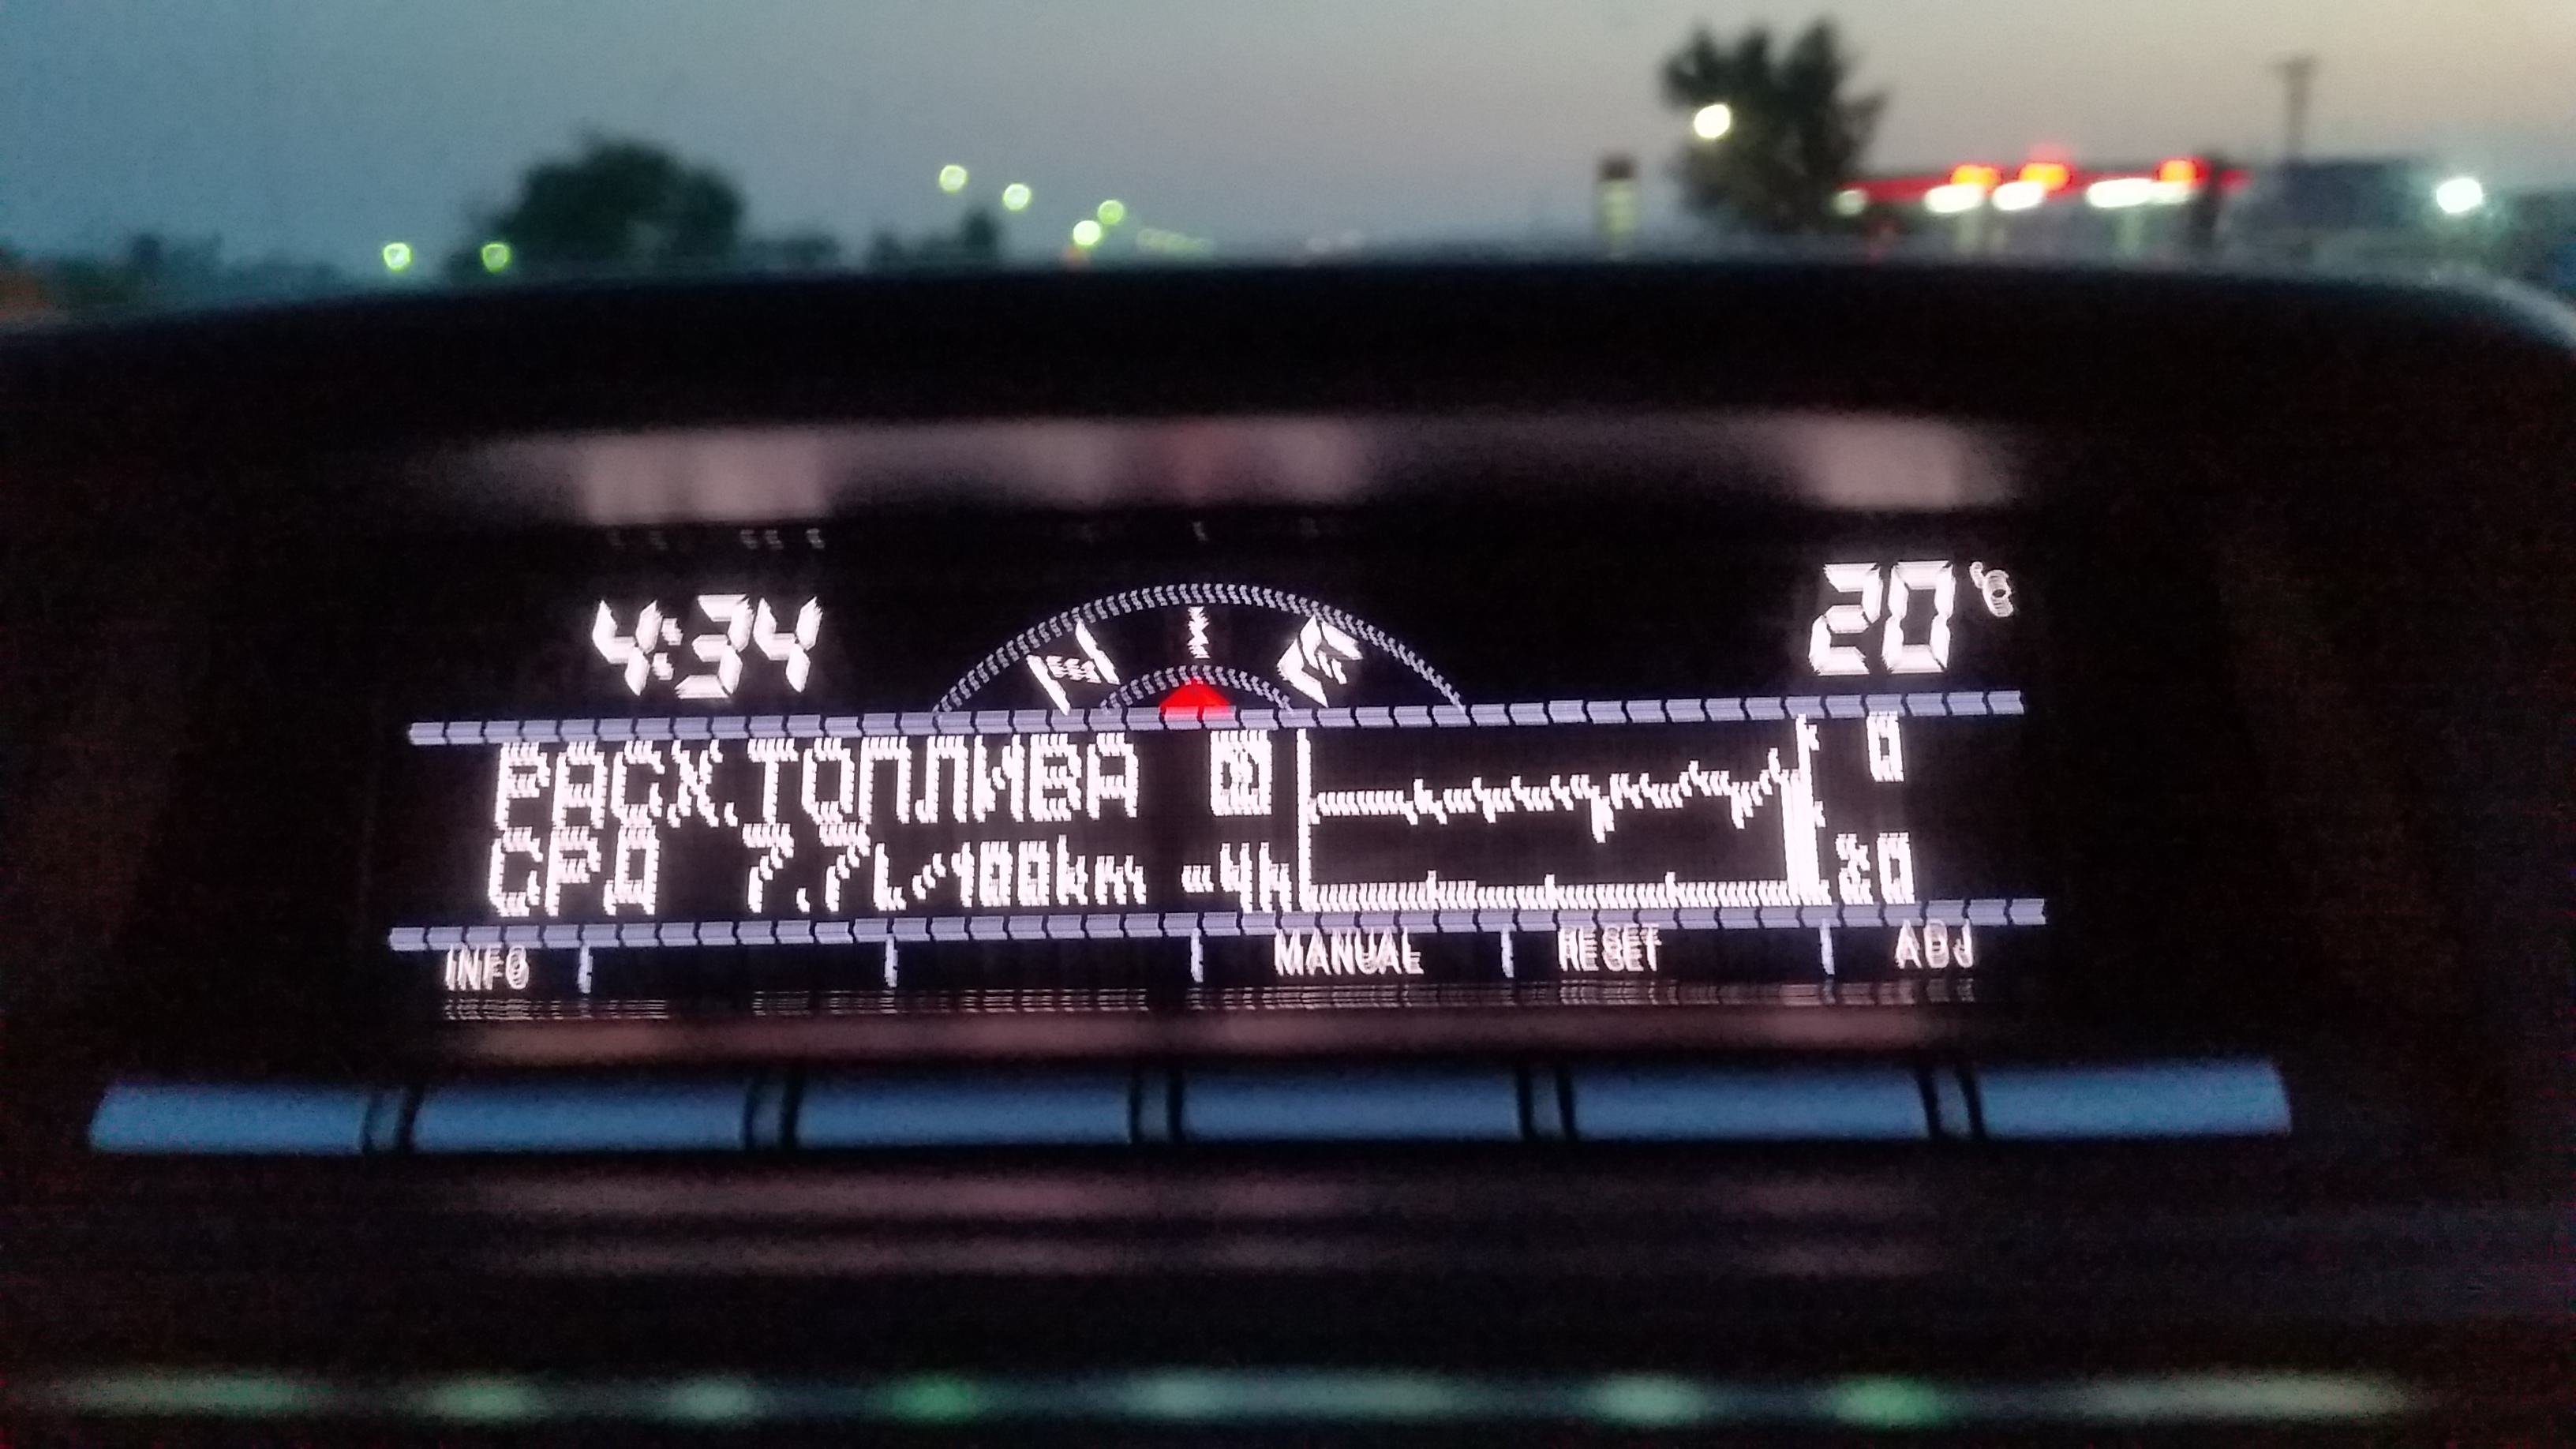 4:34
20°C
РАСХ.ТОПЛИВА
0
СРД 7.7L/100km
-4h
20
INFO
MANUAL
RESET
ADJ